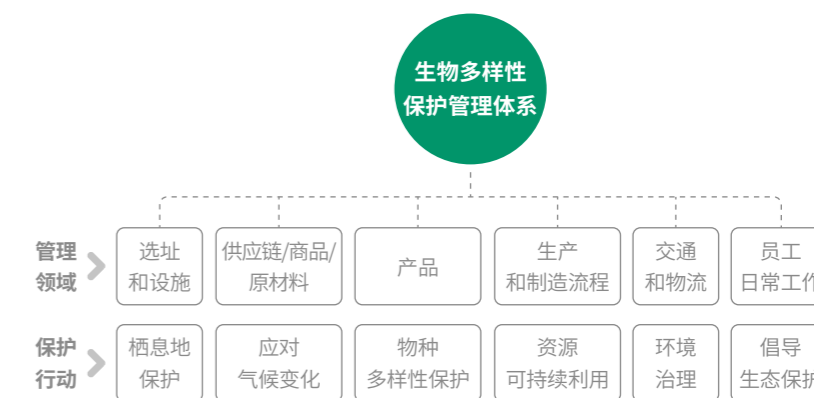 生物多样性
保护管理体系
管理
领域
选址
和设施
供应链/商品/
原材料
产品
生产
和制造流程
交通
和物流
员工
日常工作
保护
行动
栖息地
保护
应对
气候变化
物种
多样性保护
资源
可持续利用
环境
治理
倡导
生态保护